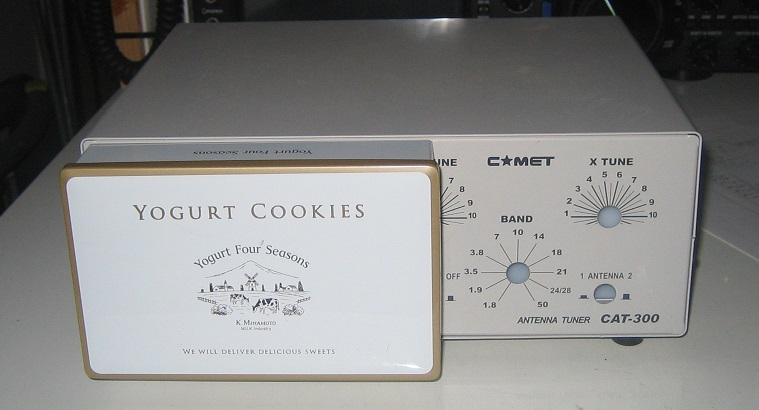 Yogurt Four Seasons
YOGURT COOKIES
Yogurt Four Seasons
K.MIYAMOTO
MILK Industry
WE WILL DELIVER DELICIOUS SWEETS
UNE
7
8
9
10
C★MET
X TUNE
1 2 3 4 5 6 7 8 9 10
BAND
1.8 1.9 3.5 3.8 7 10 14 18 21 24/28 50
OFF
1 ANTENNA 2
ANTENNA TUNER CAT-300